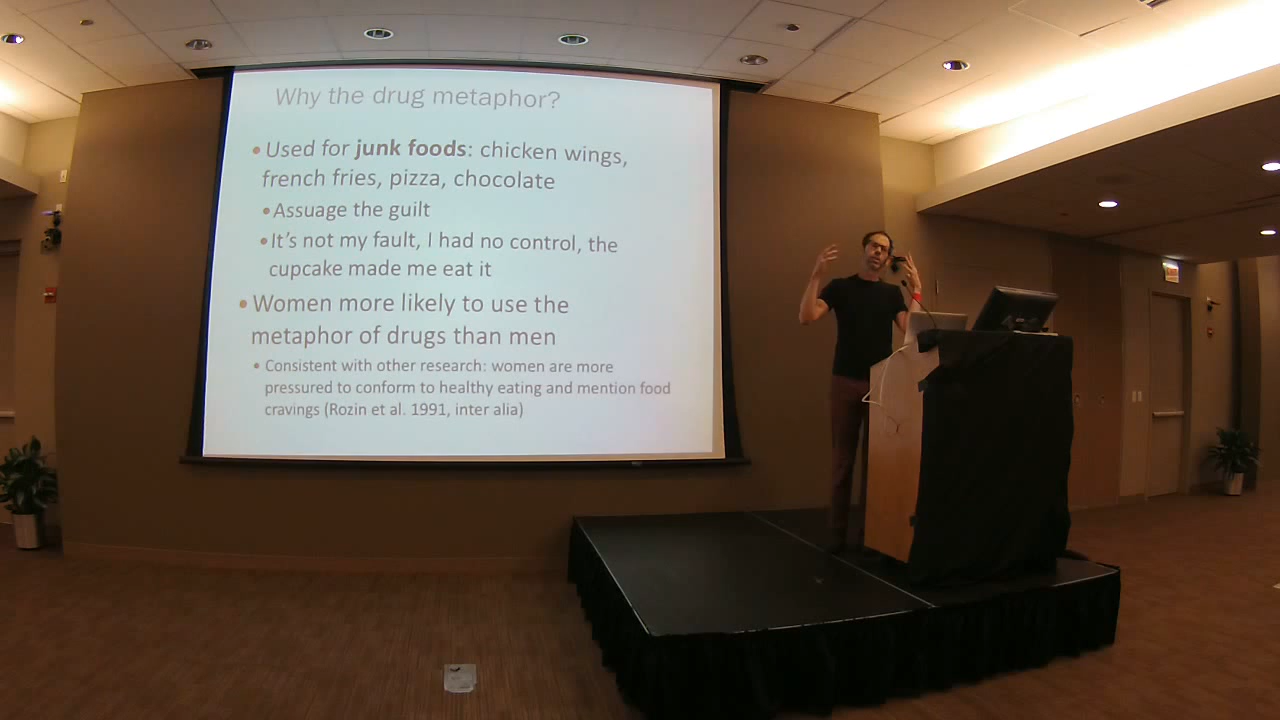 Why the drug metaphor?
• Used for junk foods: chicken wings,
french fries, pizza, chocolate
• Assuage the guilt
• It's not my fault, I had no control, the
cupcake made me eat it
• Women more likely to use the
metaphor of drugs than men
• Consistent with other research: women are more
pressured to conform to healthy eating and mention food
cravings (Rozin et al. 1991, inter alia)